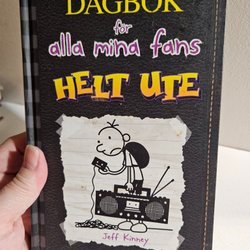 DAGBOK
för
alla mina fans
HELT UTE
Jeff Kinney